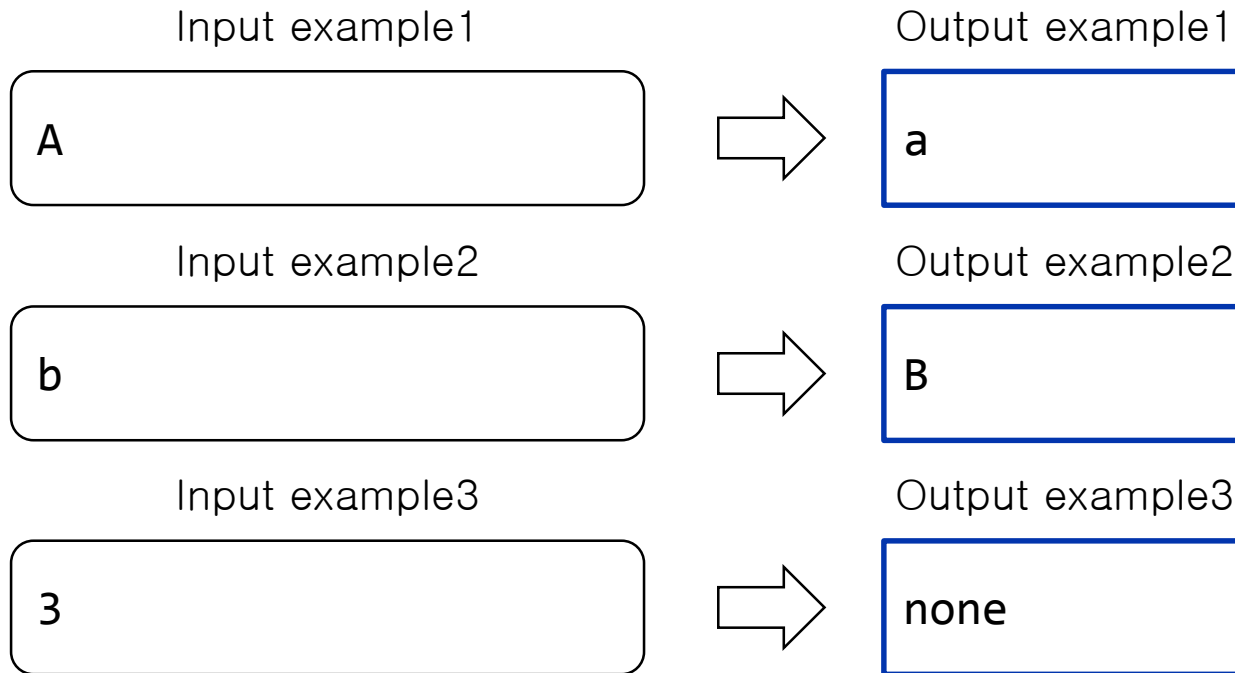 Input example1
Output example1
A
a
Input example2
Output example2
b
B
Input example3
Output example3
3
none